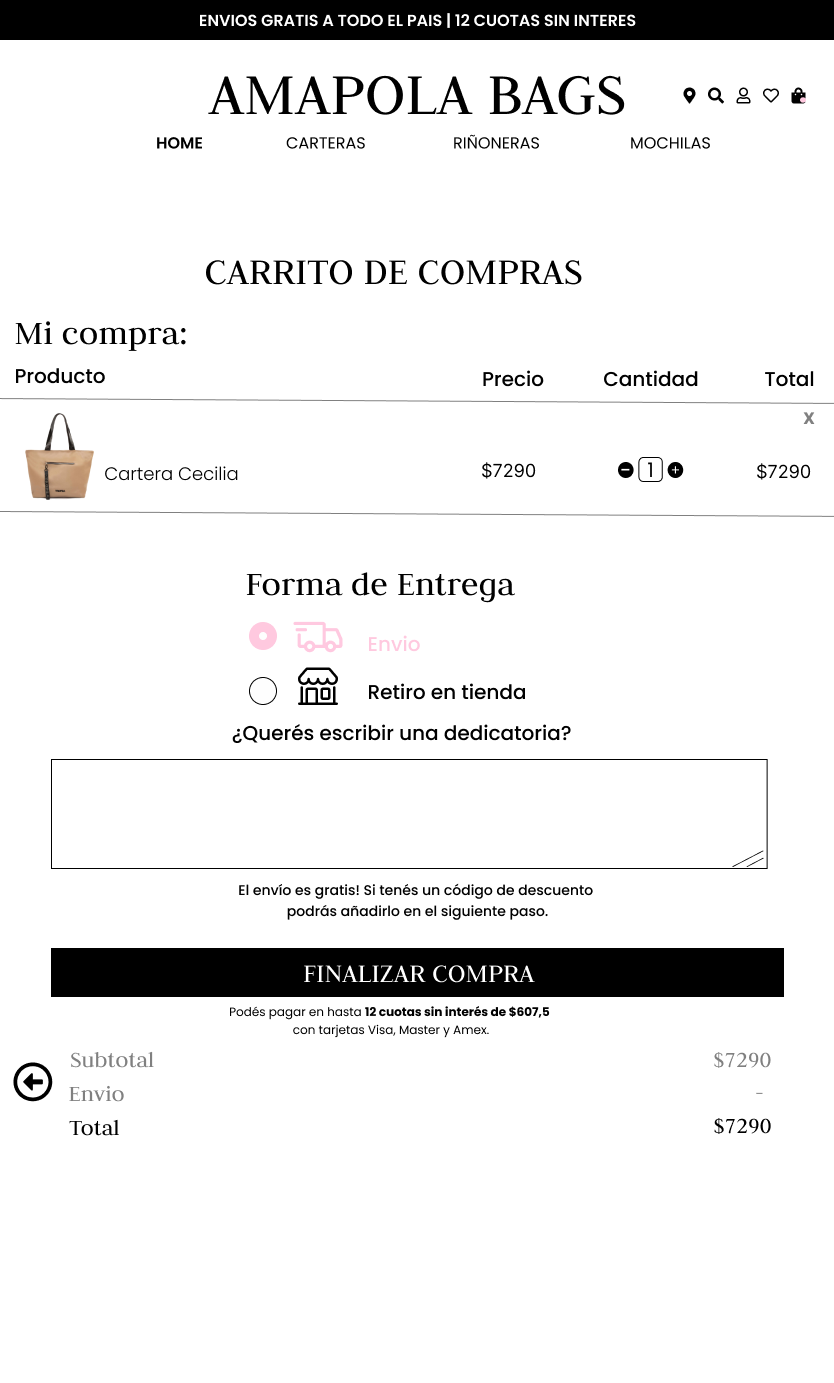 ENVIOS GRATIS A TODO EL PAIS | 12 CUOTAS SIN INTERES
AMAPOLA BAGS
HOME CARTERAS RIÑONERAS MOCHILAS
CARRITO DE COMPRAS
Mi compra:
Producto Precio Cantidad Total
X
Cartera Cecilia $7290 1 $7290
Forma de Entrega
Envio
Retiro en tienda
¿Querés escribir una dedicatoria?
El envío es gratis! Si tenés un código de descuento
podrás añadirlo en el siguiente paso.
FINALIZAR COMPRA
Podés pagar en hasta 12 cuotas sin interés de $607,5
con tarjetas Visa, Master y Amex.
Subtotal $7290
Envio -
Total $7290